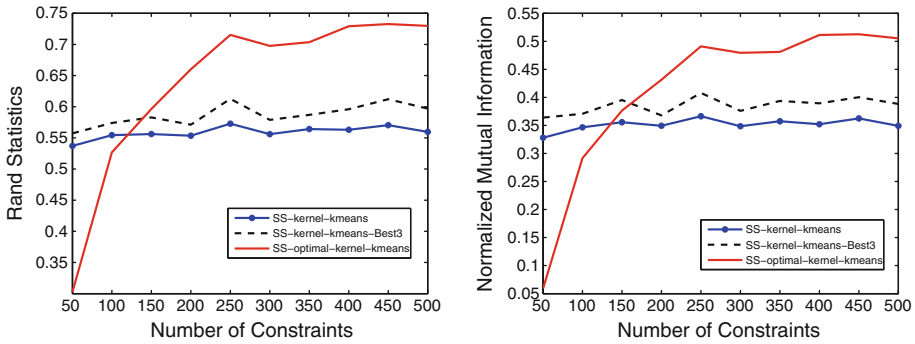 0.75
0.7
0.65
0.6
0.55
0.5
0.45
0.4
0.35
Rand Statistics
SS-kernel-kmeans
SS-kernel-kmeans-Best3
SS-optimal-kernel-kmeans
50 100 150 200 250 300 350 400 450 500
Number of Constraints
0.55
0.5
0.45
0.4
0.35
0.3
0.25
0.2
0.15
0.1
0.05
Normalized Mutual Information
SS-kernel-kmeans
SS-kernel-kmeans-Best3
SS-optimal-kernel-kmeans
50 100 150 200 250 300 350 400 450 500
Number of Constraints